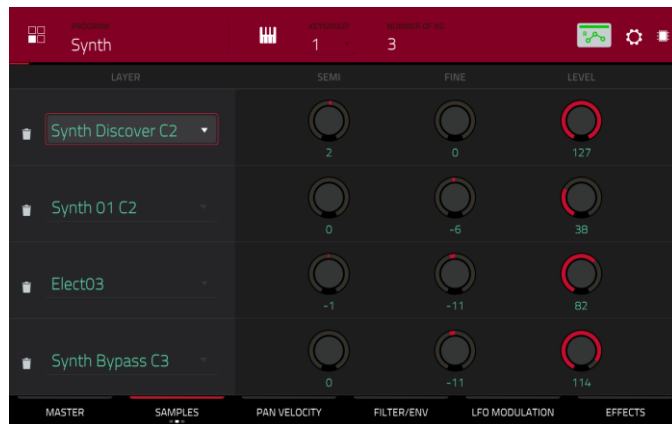 PROGRAM
KEYGROUP
NUMBER OF KG
Synth
1
3
LAYER
SEMI
FINE
LEVEL
Synth Discover C2
2
0
127
Synth 01 C2
0
-6
38
Elect03
-1
-11
82
Synth Bypass C3
0
-11
114
MASTER
SAMPLES
PAN VELOCITY
FILTER/ENV
LFO MODULATION
EFFECTS